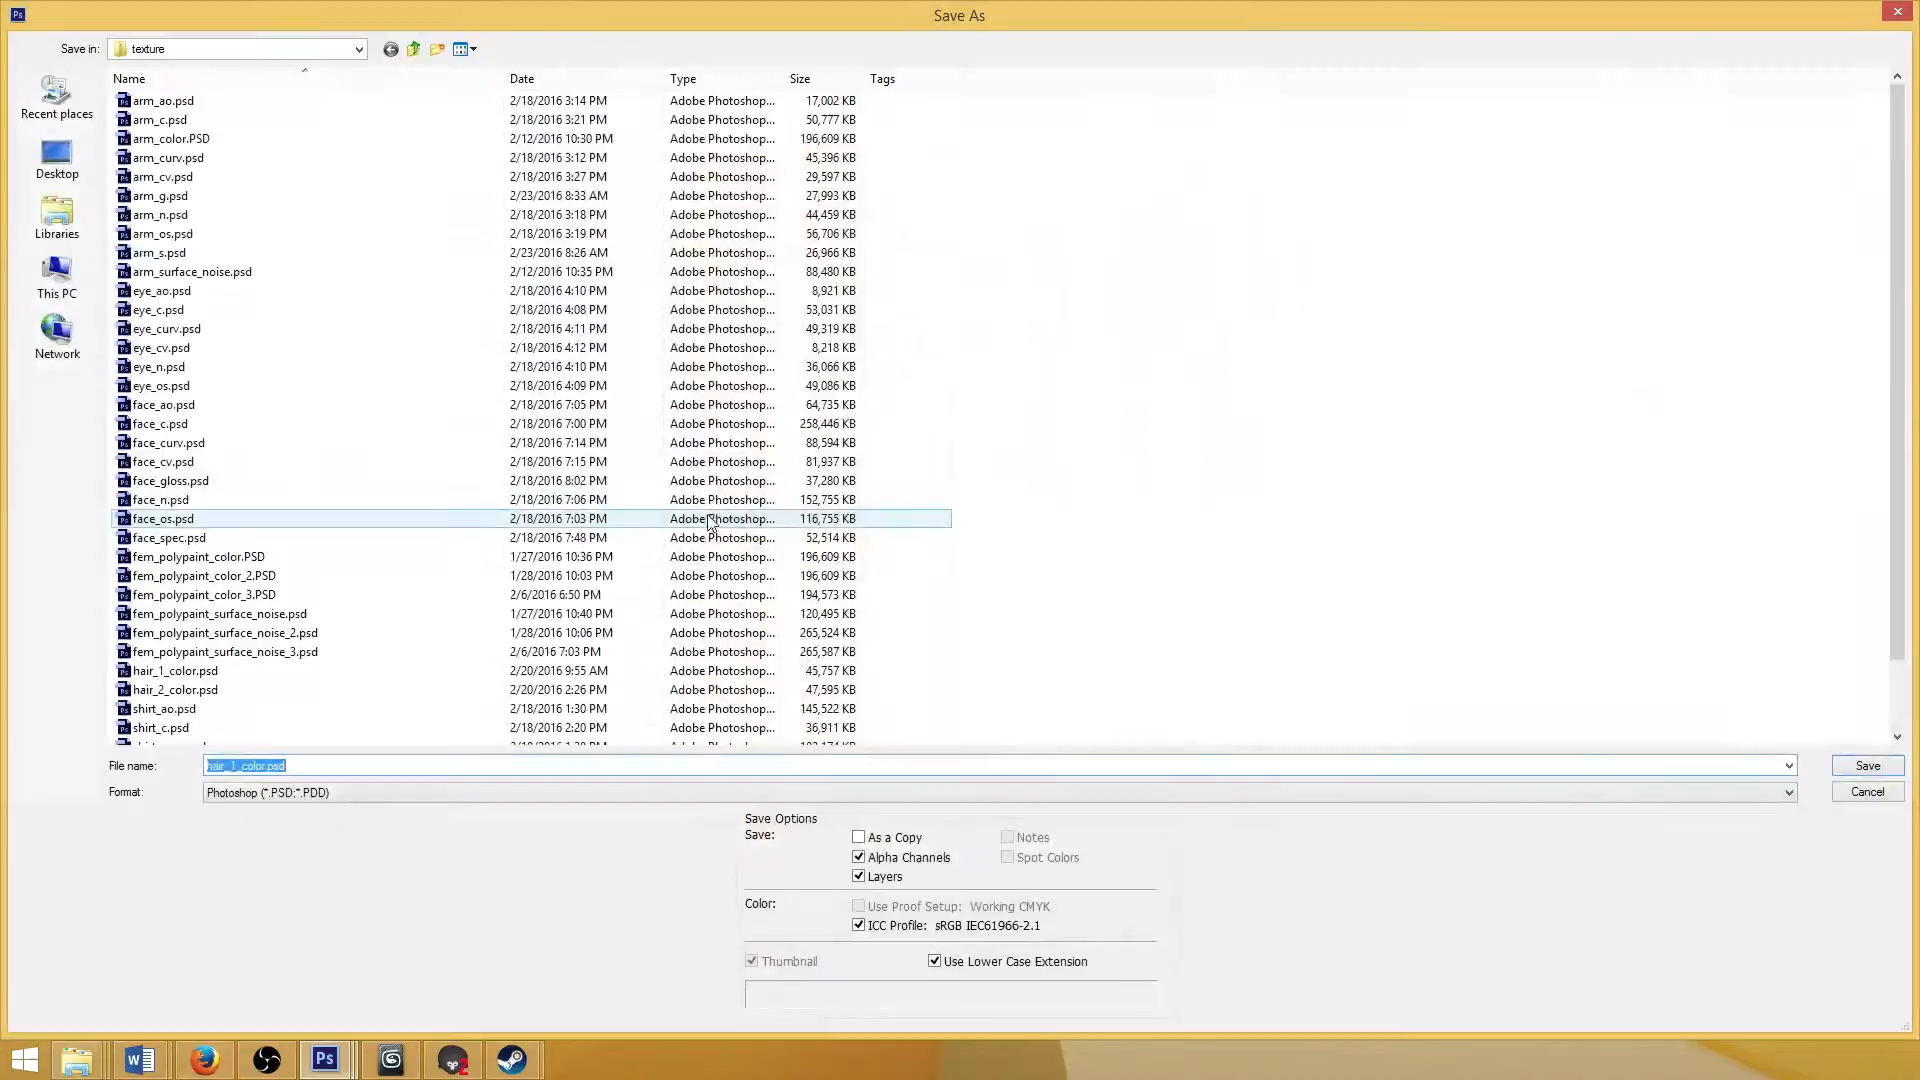 Ps Save As
Save in: texture
Name Date Type Size Tags
arm_ao.psd 2/18/2016 3:14 PM Adobe Photoshop... 17,002 KB
arm_c.psd 2/18/2016 3:21 PM Adobe Photoshop... 50,777 KB
arm_color.PSD 2/12/2016 10:30 PM Adobe Photoshop... 196,609 KB
arm_curv.psd 2/18/2016 3:12 PM Adobe Photoshop... 45,396 KB
arm_cv.psd 2/18/2016 3:27 PM Adobe Photoshop... 29,597 KB
arm_g.psd 2/23/2016 8:33 AM Adobe Photoshop... 27,993 KB
arm_n.psd 2/18/2016 3:18 PM Adobe Photoshop... 44,459 KB
arm_os.psd 2/18/2016 3:19 PM Adobe Photoshop... 56,706 KB
arm_s.psd 2/23/2016 8:26 AM Adobe Photoshop... 26,966 KB
arm_surface_noise.psd 2/12/2016 10:35 PM Adobe Photoshop... 88,480 KB
eye_ao.psd 2/18/2016 4:10 PM Adobe Photoshop... 8,921 KB
eye_c.psd 2/18/2016 4:08 PM Adobe Photoshop... 53,031 KB
eye_curv.psd 2/18/2016 4:11 PM Adobe Photoshop... 49,319 KB
eye_cv.psd 2/18/2016 4:12 PM Adobe Photoshop... 8,218 KB
eye_n.psd 2/18/2016 4:10 PM Adobe Photoshop... 36,066 KB
eye_os.psd 2/18/2016 4:09 PM Adobe Photoshop... 49,086 KB
face_ao.psd 2/18/2016 7:05 PM Adobe Photoshop... 64,735 KB
face_c.psd 2/18/2016 7:00 PM Adobe Photoshop... 258,446 KB
face_curv.psd 2/18/2016 7:14 PM Adobe Photoshop... 88,594 KB
face_cv.psd 2/18/2016 7:15 PM Adobe Photoshop... 81,937 KB
face_gloss.psd 2/18/2016 8:02 PM Adobe Photoshop... 37,280 KB
face_n.psd 2/18/2016 7:06 PM Adobe Photoshop... 152,755 KB
face_os.psd 2/18/2016 7:03 PM Adobe Photoshop... 116,755 KB
face_spec.psd 2/18/2016 7:48 PM Adobe Photoshop... 52,514 KB
fem_polypaint_color.PSD 1/27/2016 10:36 PM Adobe Photoshop... 196,609 KB
fem_polypaint_color_2.PSD 1/28/2016 10:03 PM Adobe Photoshop... 196,609 KB
fem_polypaint_color_3.PSD 2/6/2016 6:50 PM Adobe Photoshop... 194,573 KB
fem_polypaint_surface_noise.psd 1/27/2016 10:40 PM Adobe Photoshop... 120,495 KB
fem_polypaint_surface_noise_2.psd 1/28/2016 10:06 PM Adobe Photoshop... 265,524 KB
fem_polypaint_surface_noise_3.psd 2/6/2016 7:03 PM Adobe Photoshop... 265,587 KB
hair_1_color.psd 2/20/2016 9:55 AM Adobe Photoshop... 45,757 KB
hair_2_color.psd 2/20/2016 2:26 PM Adobe Photoshop... 47,595 KB
shirt_ao.psd 2/18/2016 1:30 PM Adobe Photoshop... 145,522 KB
shirt_c.psd 2/18/2016 2:20 PM Adobe Photoshop... 36,911 KB
Recent places
Desktop
Libraries
This PC
Network
File name: hair_1_color.psd Save
Format: Photoshop (*.PSD;*.PDD) Cancel
Save Options
Save: As a Copy Notes
Alpha Channels Spot Colors
Layers
Color: Use Proof Setup: Working CMYK
ICC Profile: sRGB IEC61966-2.1
Thumbnail Use Lower Case Extension
Ps
2